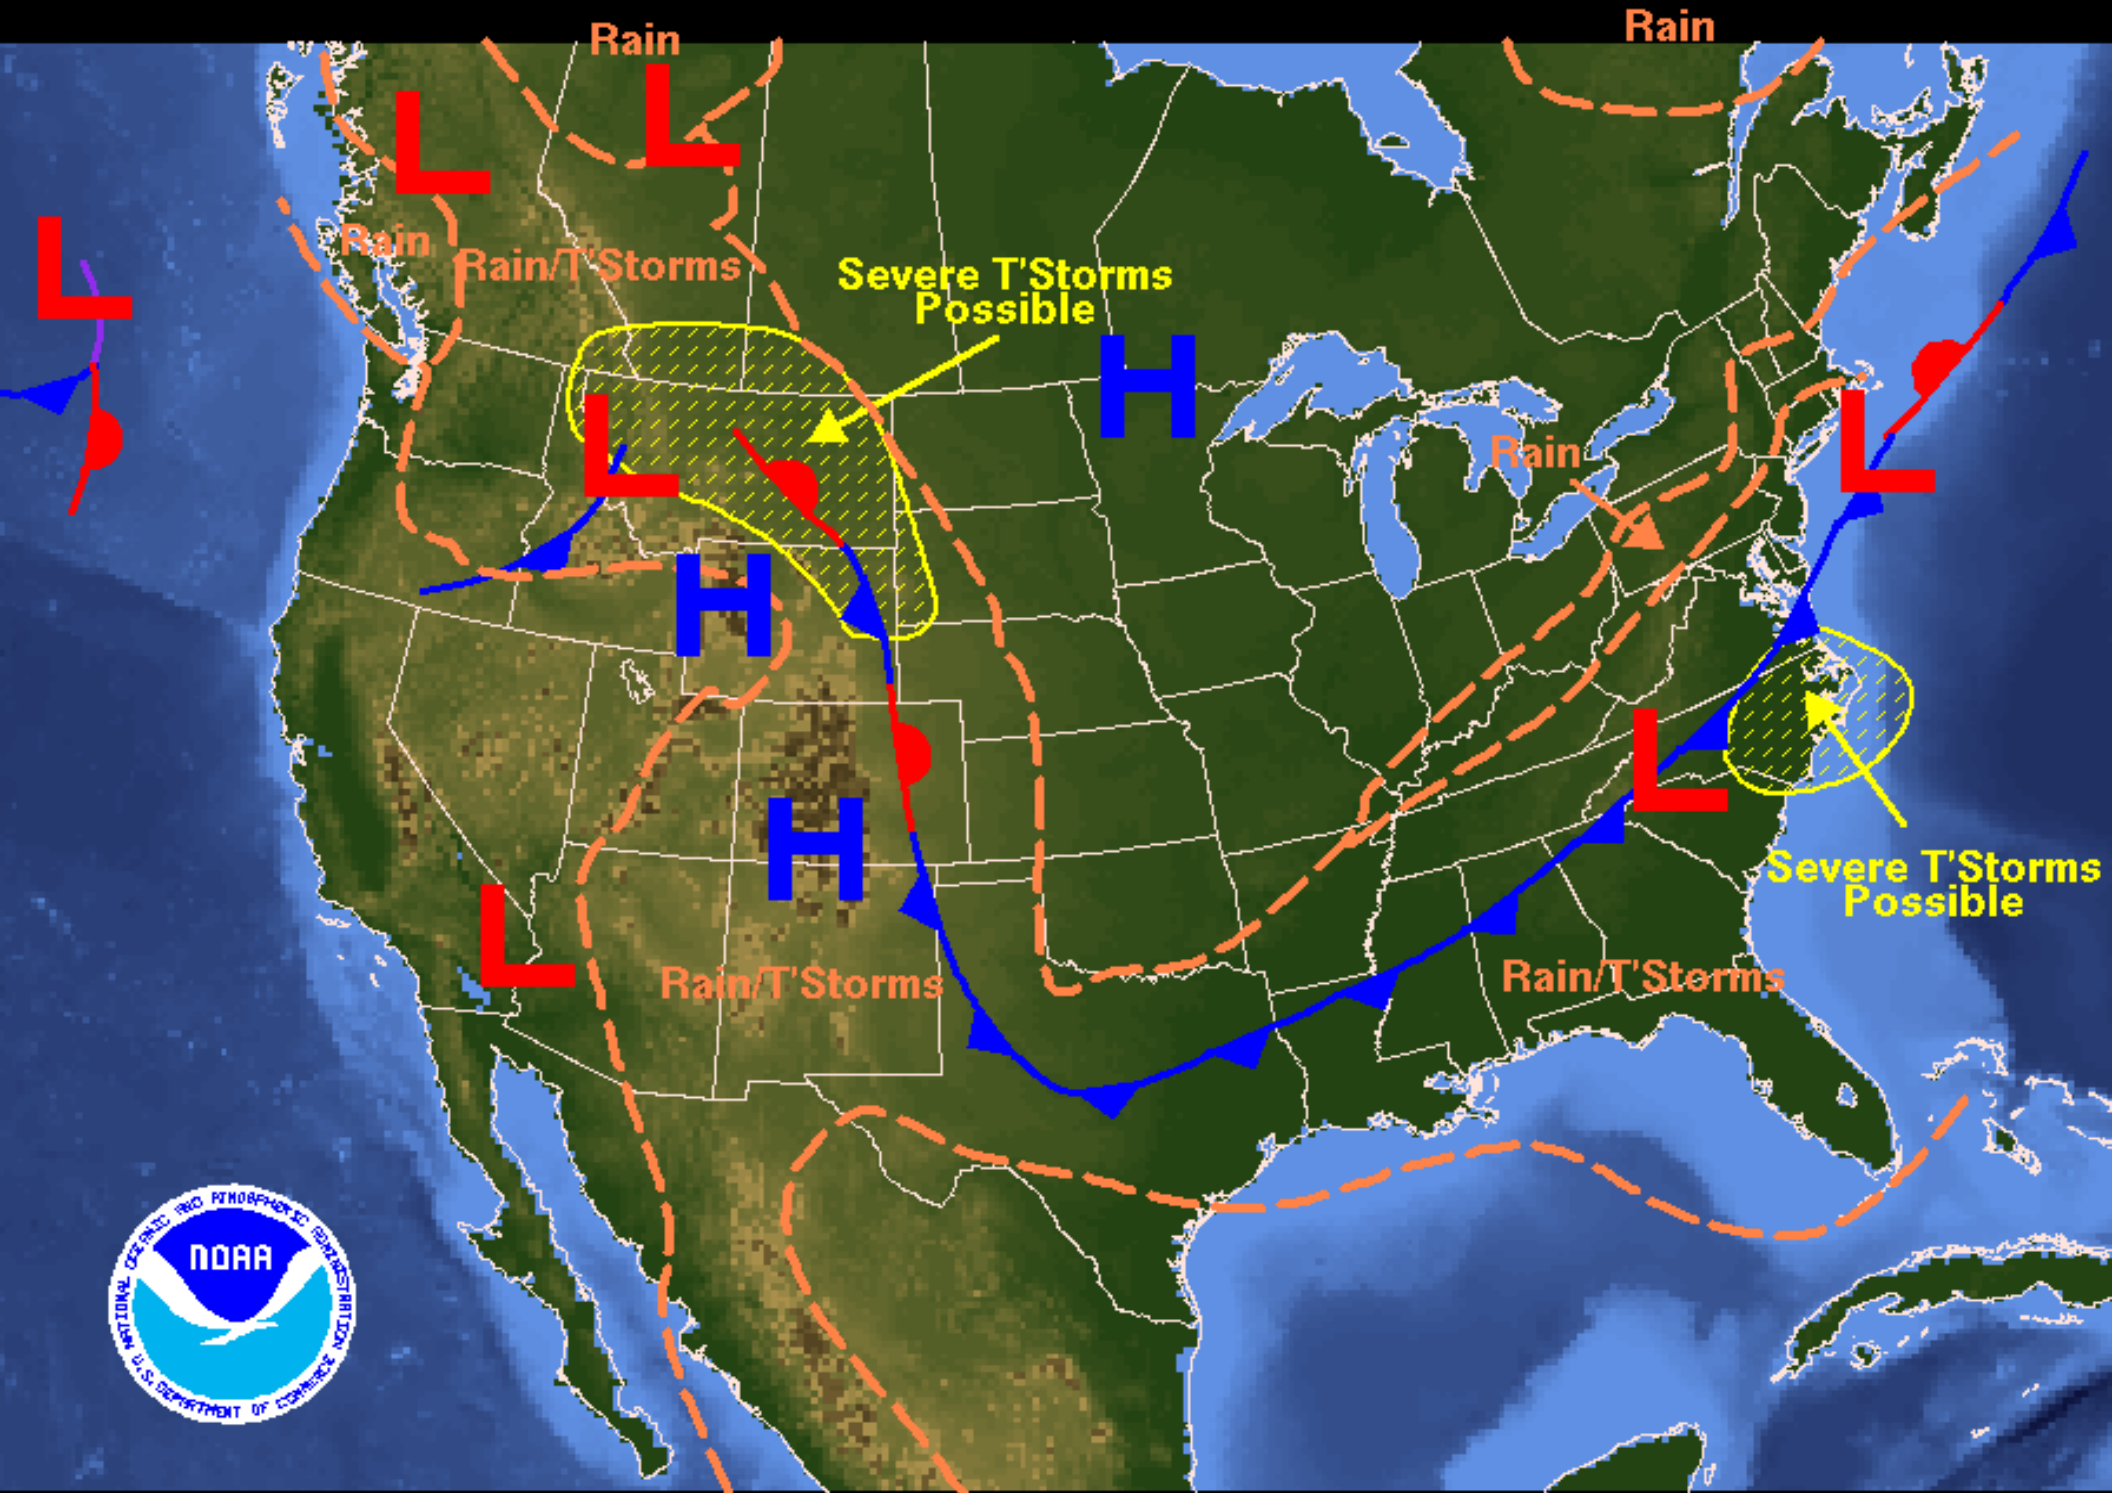 Rain
Rain
L
L
L
Rain
Rain/T'Storms
Severe T'Storms
Possible
H
L
L
Rain
H
L
H
Severe T'Storms
Possible
L
Rain/T'Storms
Rain/T'Storms
NATIONAL OCEANIC AND ATMOSPHERIC ADMINISTRATION
NOAA
U.S. DEPARTMENT OF COMMERCE